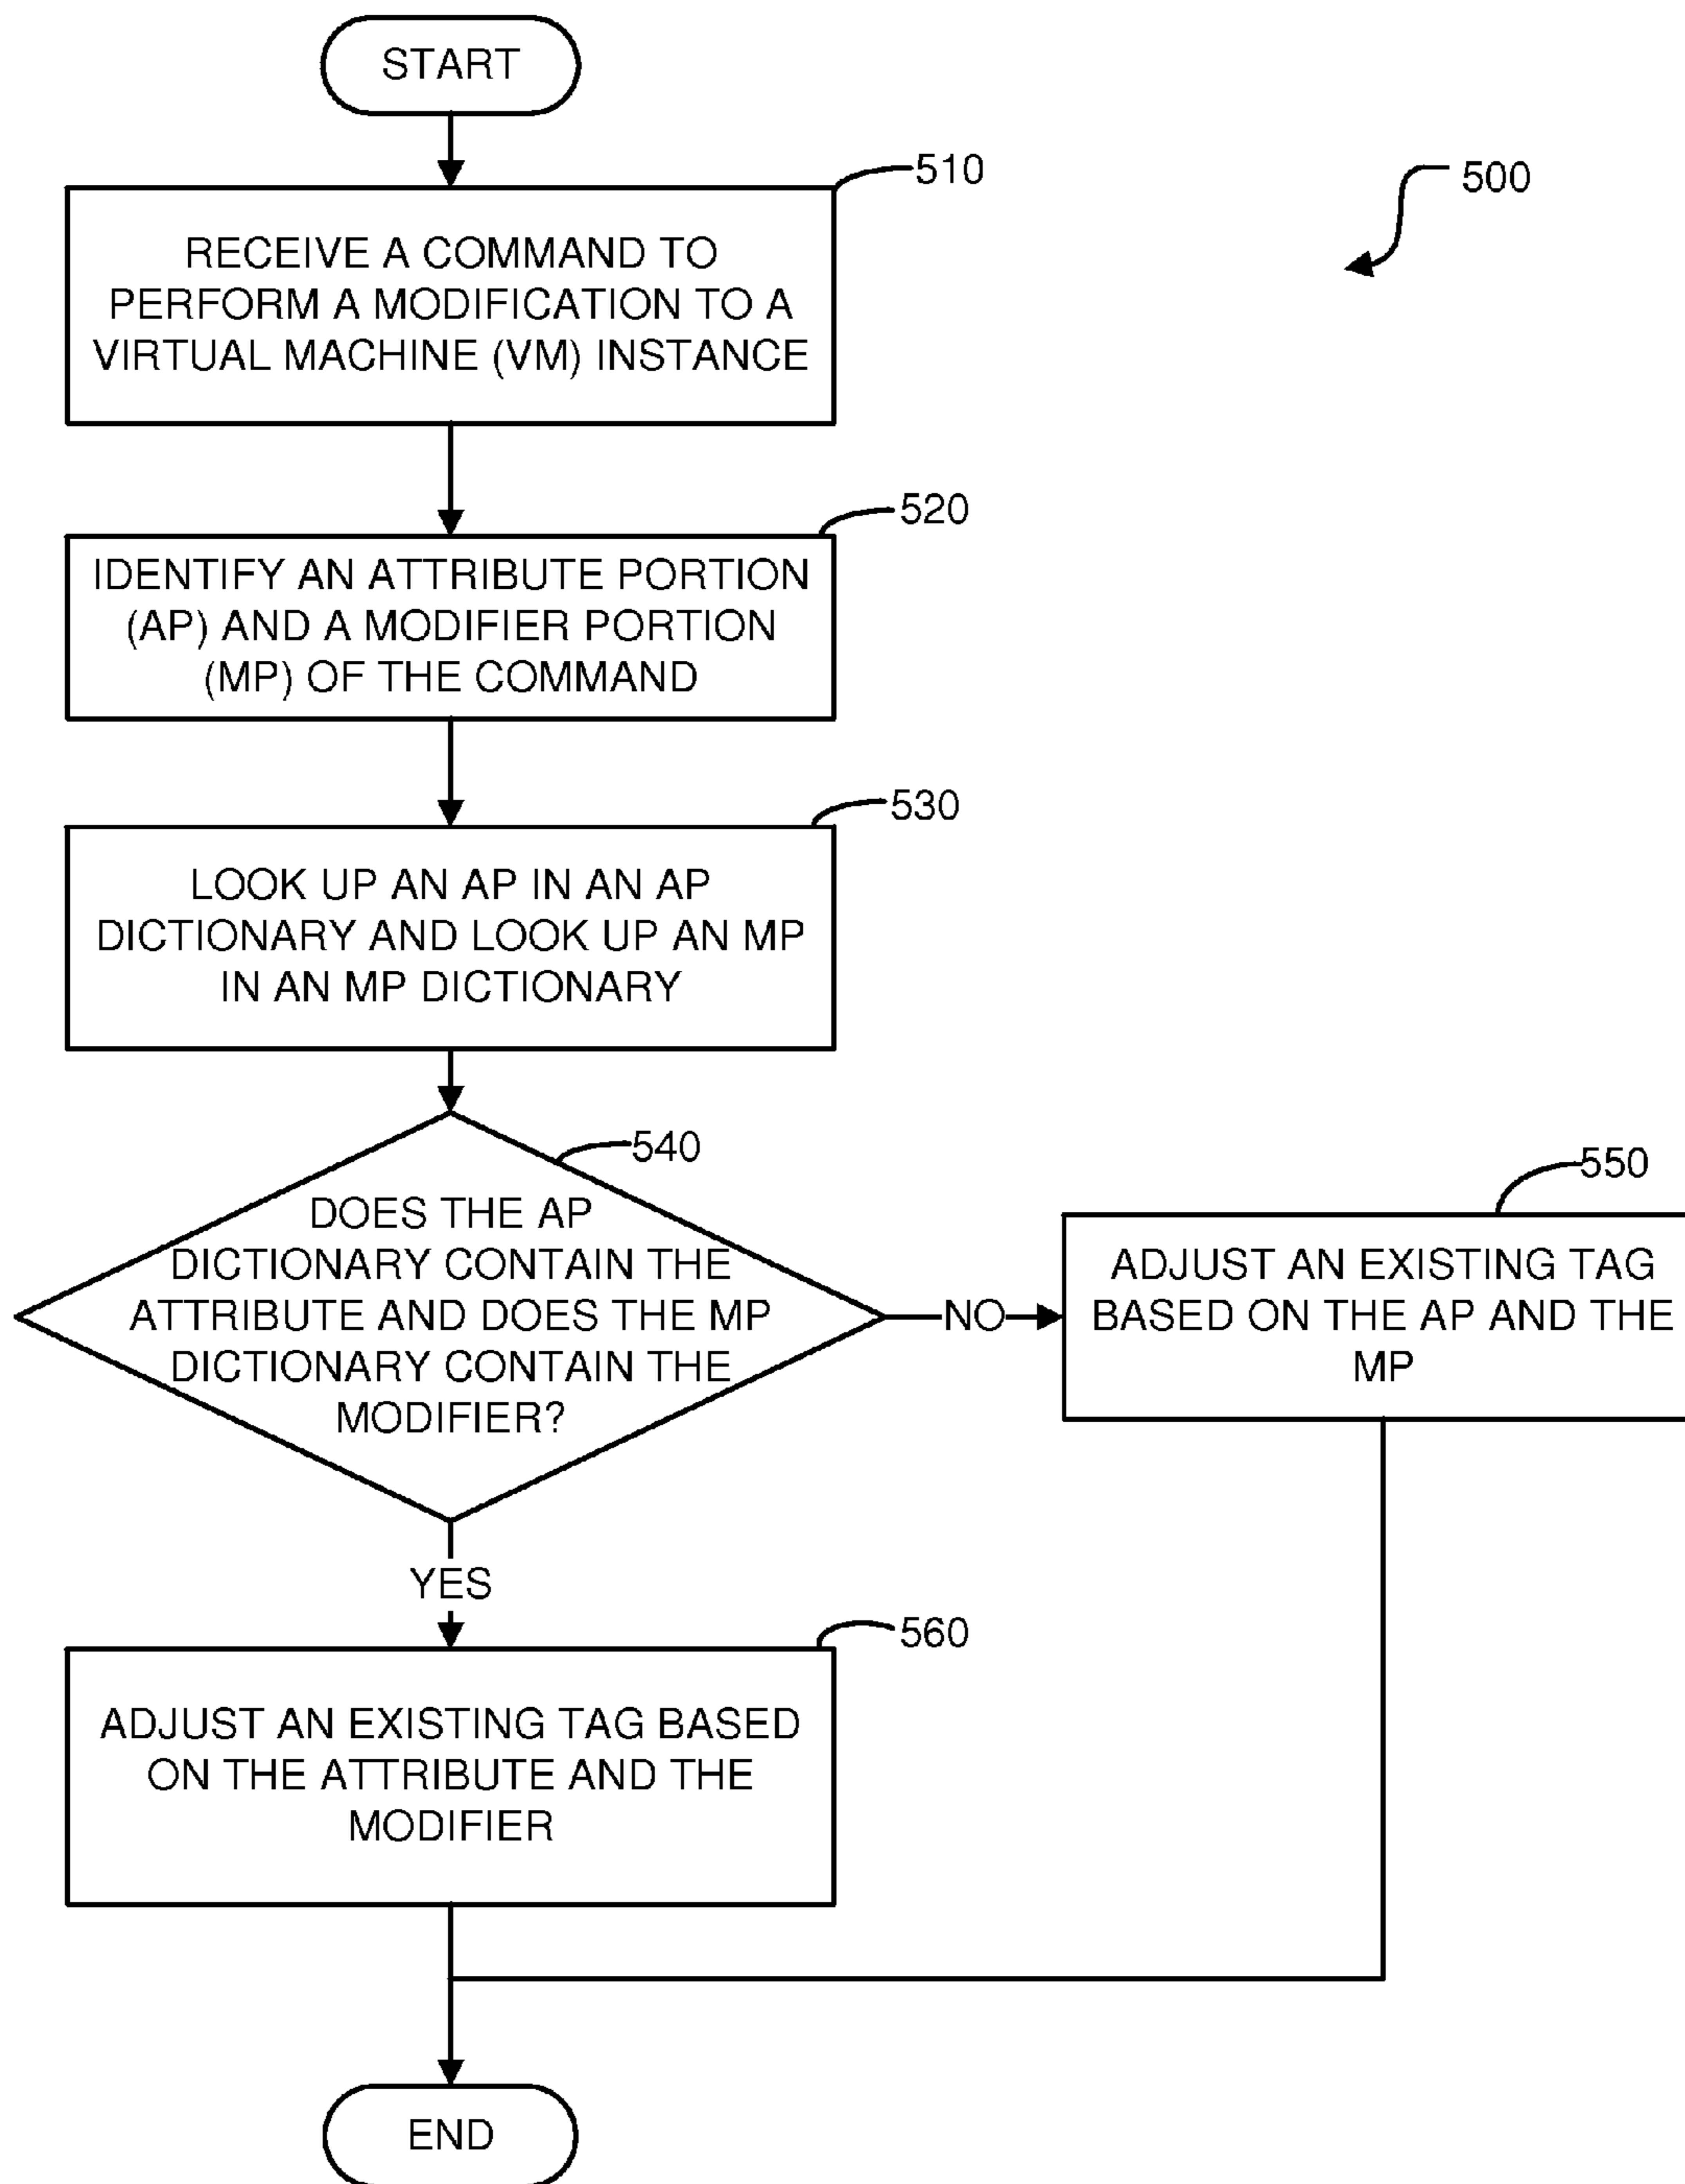 START
510
500
RECEIVE A COMMAND TO
PERFORM A MODIFICATION TO A
VIRTUAL MACHINE (VM) INSTANCE
520
IDENTIFY AN ATTRIBUTE PORTION
(AP) AND A MODIFIER PORTION
(MP) OF THE COMMAND
530
LOOK UP AN AP IN AN AP
DICTIONARY AND LOOK UP AN MP
IN AN MP DICTIONARY
540
DOES THE AP
DICTIONARY CONTAIN THE
ATTRIBUTE AND DOES THE MP
DICTIONARY CONTAIN THE
MODIFIER?
NO
550
ADJUST AN EXISTING TAG
BASED ON THE AP AND THE
MP
YES
560
ADJUST AN EXISTING TAG BASED
ON THE ATTRIBUTE AND THE
MODIFIER
END